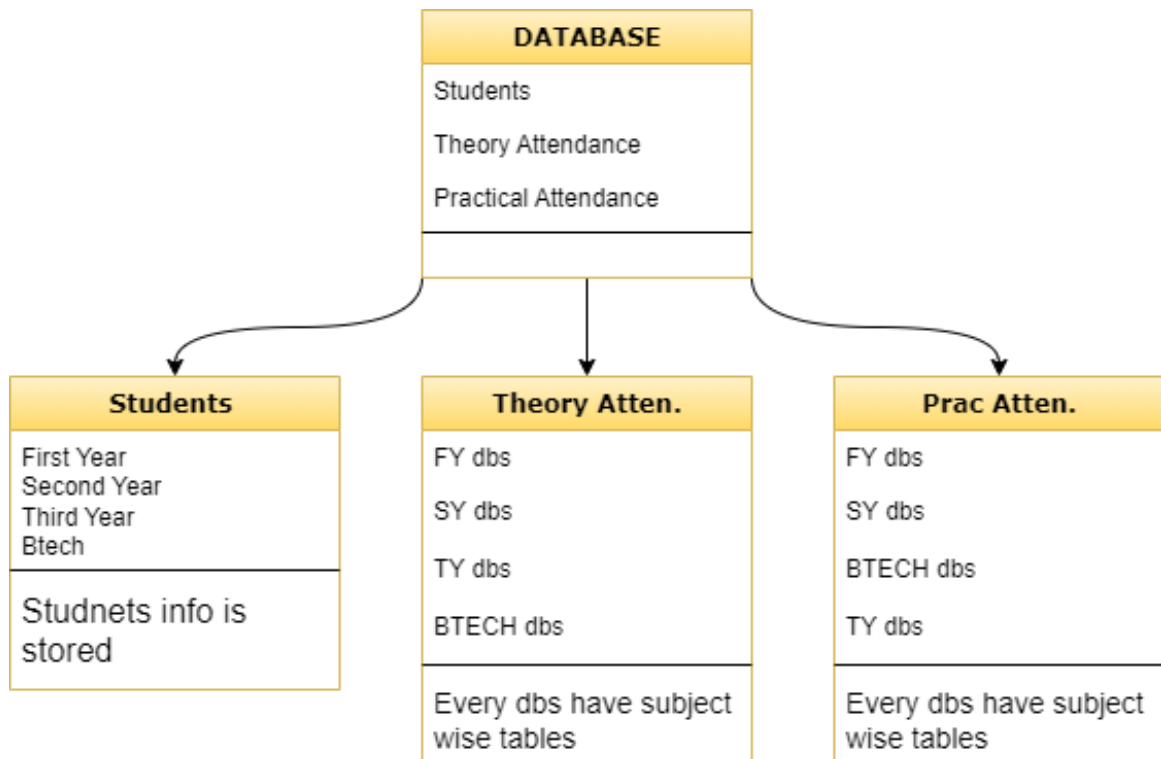 DATABASE
Students
Theory Attendance
Practical Attendance
Students
First Year
Second Year
Third Year
Btech
Studnets info is
stored
Theory Atten.
FY dbs
SY dbs
TY dbs
BTECH dbs
Every dbs have subject
wise tables
Prac Atten.
FY dbs
SY dbs
BTECH dbs
TY dbs
Every dbs have subject
wise tables